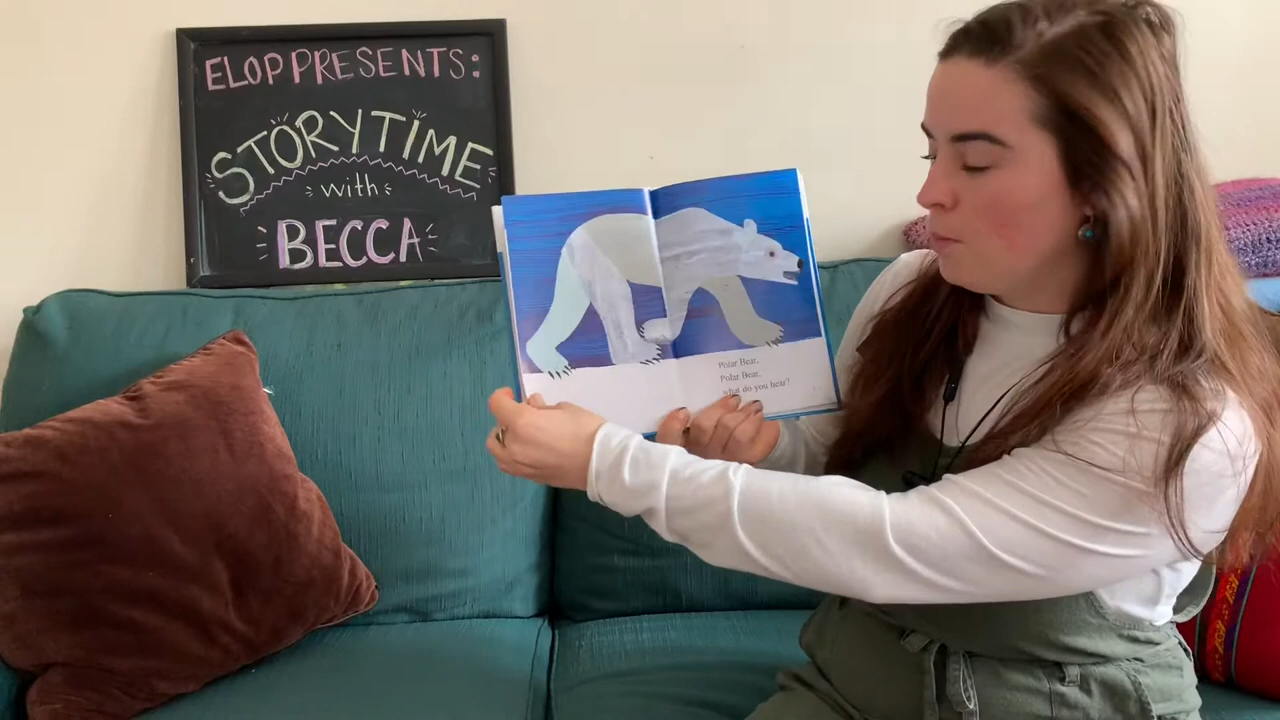 ELOP PRESENTS:
STORYTIME
with
BECCA
Polar Bear,
Polar Bear,
what do you hear?